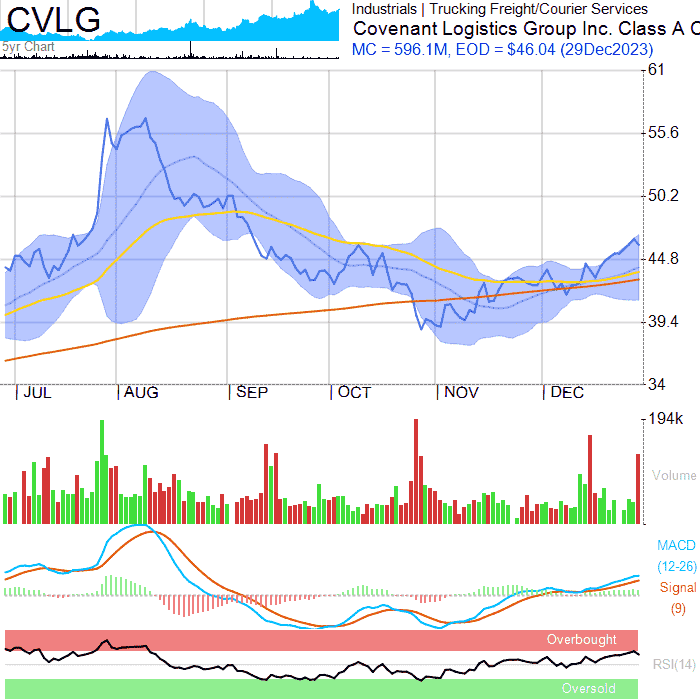 CVLG
5yr Chart
Industrials | Trucking Freight/Courier Services
Covenant Logistics Group Inc. Class A C
MC = 596.1M, EOD = $46.04 (29Dec2023)
61
55.6
50.2
44.8
39.4
34
JUL AUG SEP OCT NOV DEC
194k
Volume
MACD
(12-26)
Signal
(9)
Overbought
RSI(14)
Oversold